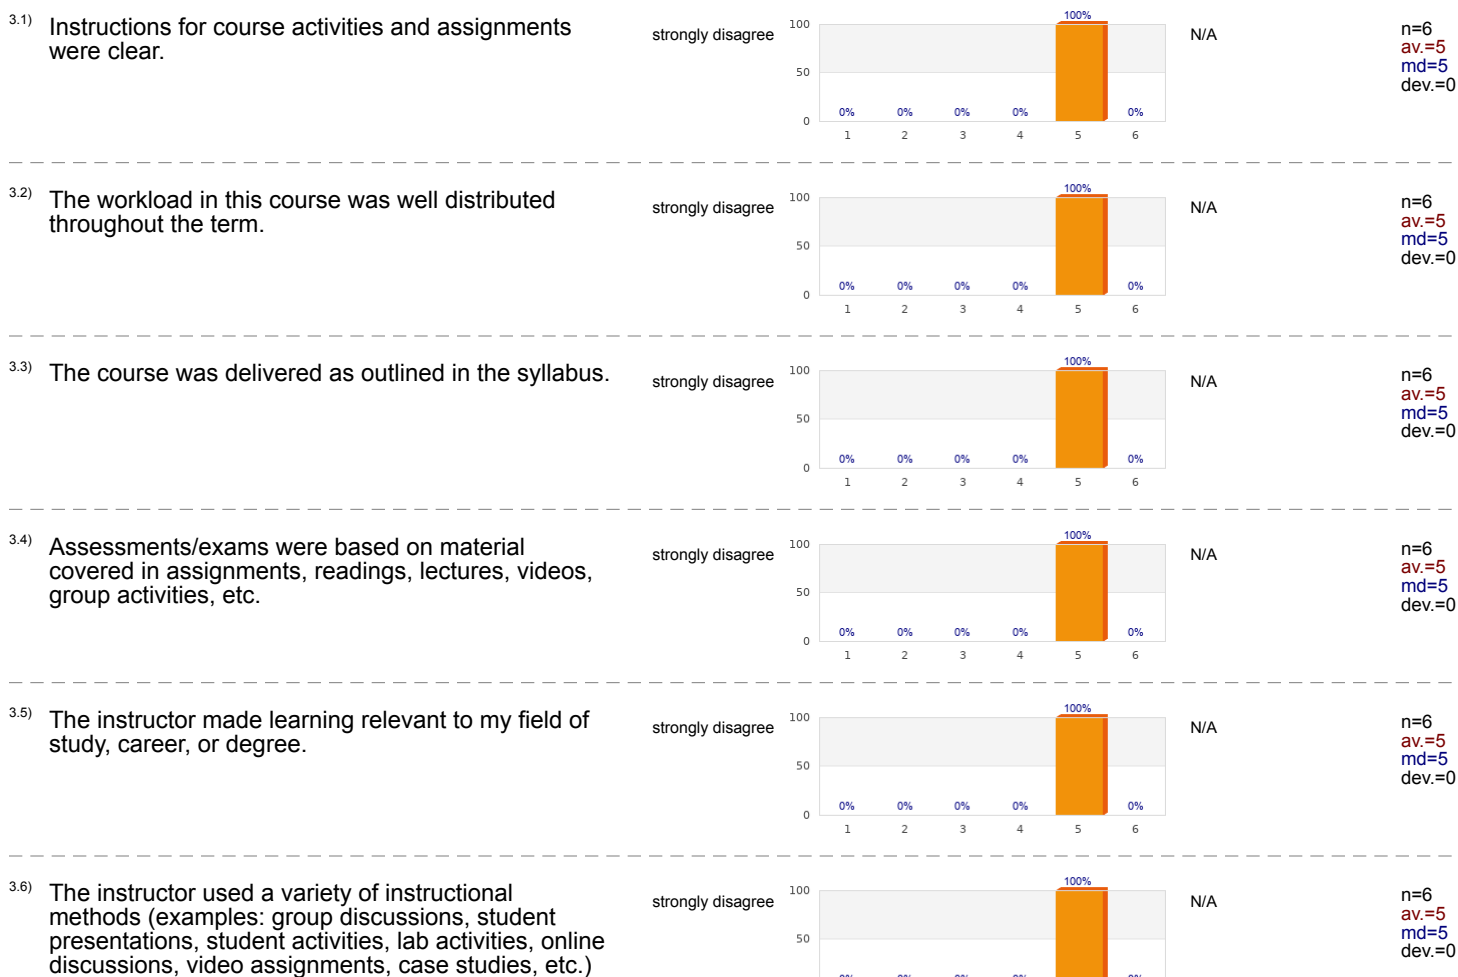 3.1) Instructions for course activities and assignments
were clear.
strongly disagree
N/A
n=6
av.=5
md=5
dev.=0
100%
100
50
0
0% 0% 0% 0% 0%
1 2 3 4 5 6
3.2) The workload in this course was well distributed
throughout the term.
strongly disagree
N/A
n=6
av.=5
md=5
dev.=0
100%
100
50
0
0% 0% 0% 0% 0%
1 2 3 4 5 6
3.3) The course was delivered as outlined in the syllabus.
strongly disagree
N/A
n=6
av.=5
md=5
dev.=0
100%
100
50
0
0% 0% 0% 0% 0%
1 2 3 4 5 6
3.4) Assessments/exams were based on material
covered in assignments, readings, lectures, videos,
group activities, etc.
strongly disagree
N/A
n=6
av.=5
md=5
dev.=0
100%
100
50
0
0% 0% 0% 0% 0%
1 2 3 4 5 6
3.5) The instructor made learning relevant to my field of
study, career, or degree.
strongly disagree
N/A
n=6
av.=5
md=5
dev.=0
100%
100
50
0
0% 0% 0% 0% 0%
1 2 3 4 5 6
3.6) The instructor used a variety of instructional
methods (examples: group discussions, student
presentations, student activities, lab activities, online
discussions, video assignments, case studies, etc.)
strongly disagree
N/A
n=6
av.=5
md=5
dev.=0
100%
100
50